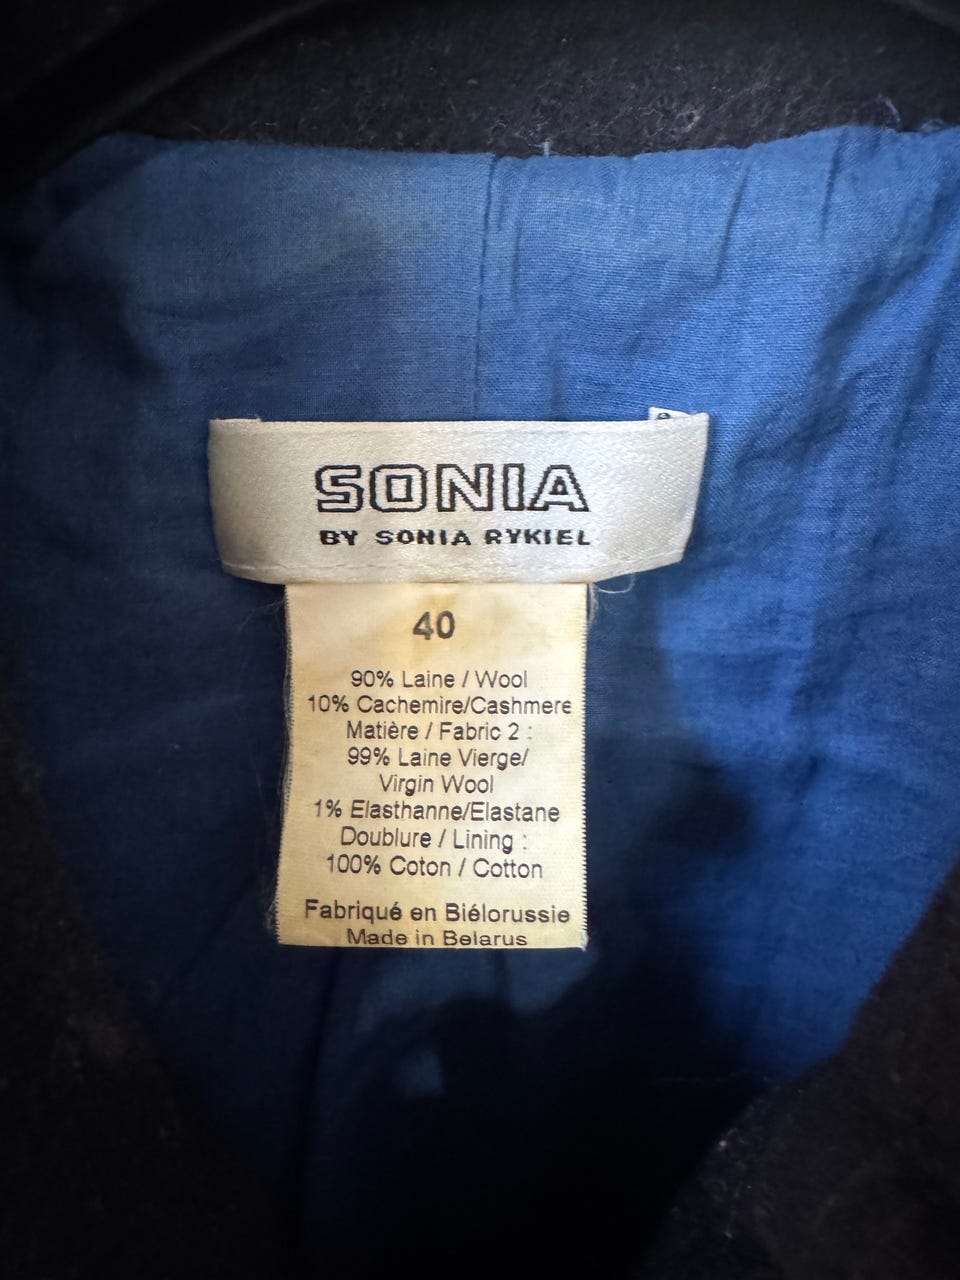 SONIA
BY SONIA RYKIEL
40
90% Laine / Wool
10% Cachemire/Cashmere
Matière / Fabric 2 :
99% Laine Vierge/
Virgin Wool
1% Elasthanne/Elastane
Doublure / Lining :
100% Coton / Cotton
Fabriqué en Biélorussie
Made in Belarus